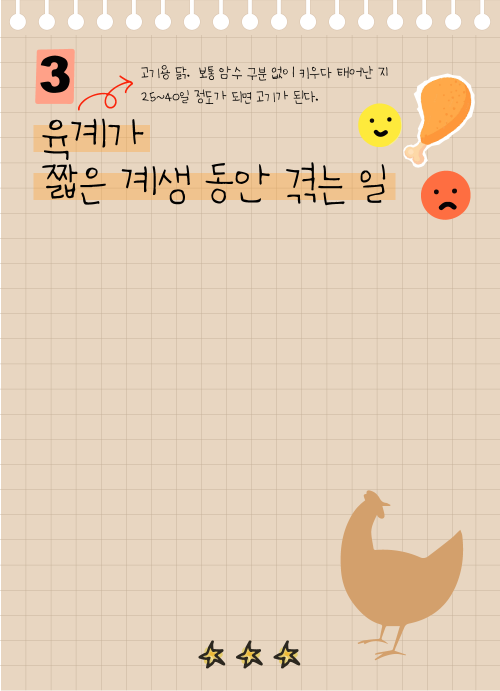 3
고기용 닭. 보통 암수 구분 없이 키우다 태어난 지
25~40일 정도가 되면 고기가 된다.
육계가
짧은 계생 동안 겪는 일